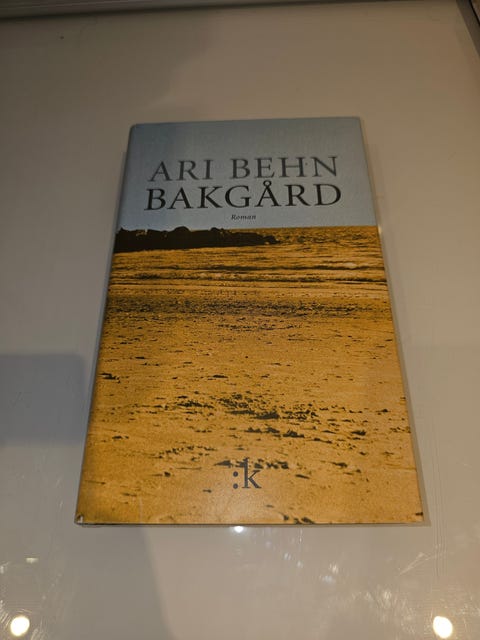 ARI BEHN
BAKGÅRD
Roman
:k